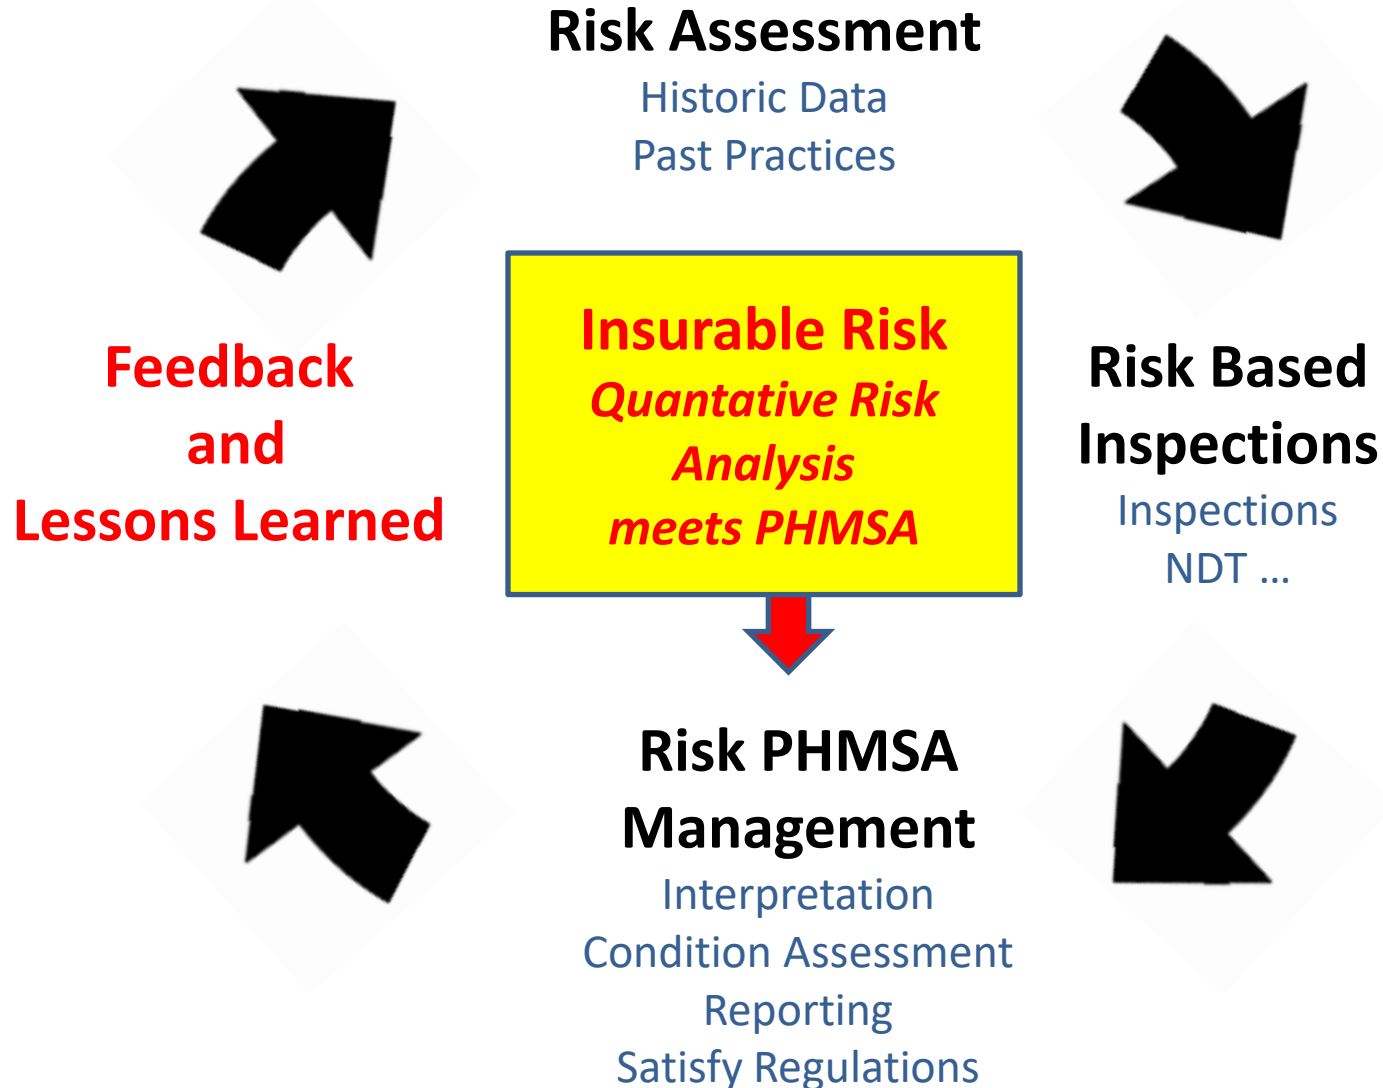 Risk Assessment
Historic Data
Past Practices
Insurable Risk
Quantative Risk
Analysis
meets PHMSA
Feedback
and
Lessons Learned
Risk Based
Inspections
Inspections
NDT ...
Risk PHMSA
Management
Interpretation
Condition Assessment
Reporting
Satisfy Regulations